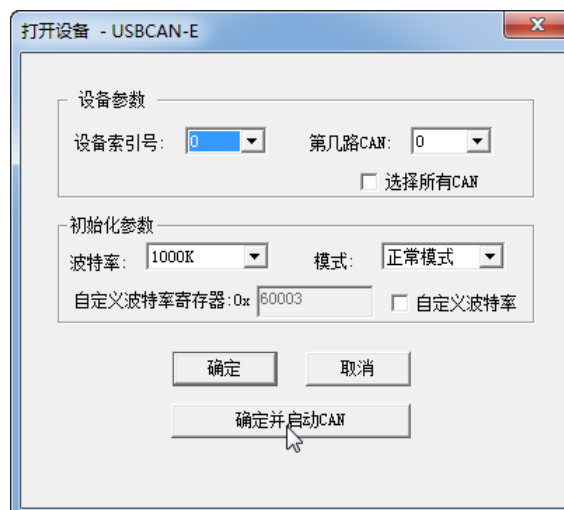 打开设备 - USBCAN-E
设备参数
设备索引号: 0 第几路CAN: 0
选择所有CAN
初始化参数
波特率: 1000K 模式: 正常模式
自定义波特率寄存器:0x 60003 自定义波特率
确定 取消
确定并启动CAN